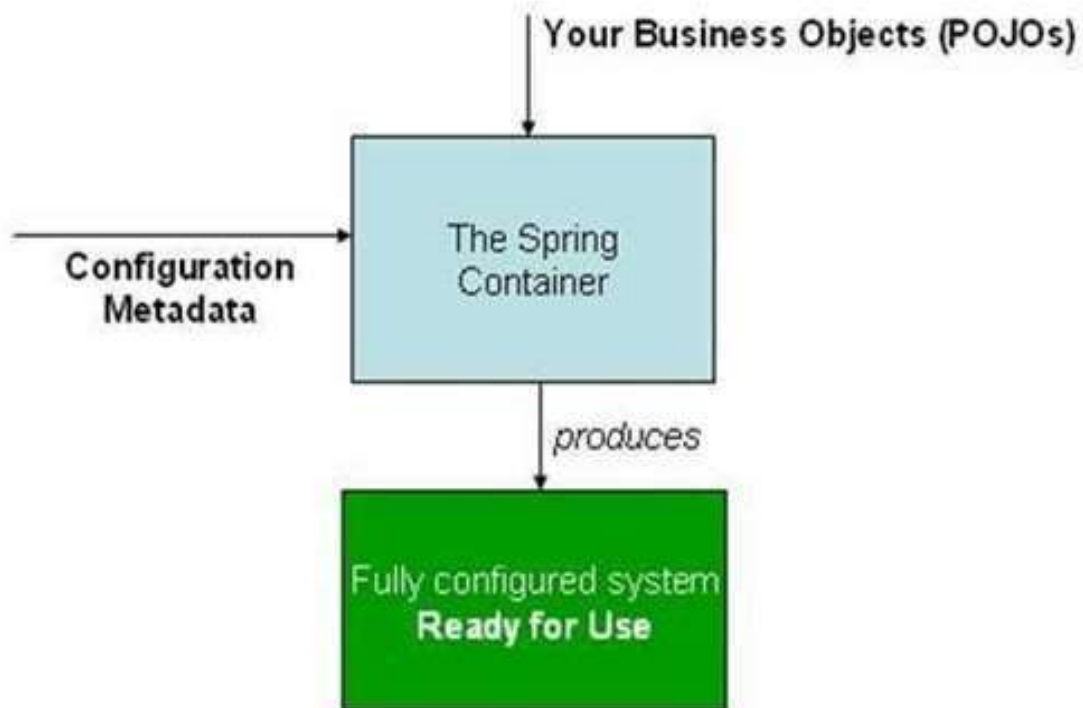 Your Business Objects (POJOs)
The Spring
Container
Configuration
Metadata
produces
Fully configured system
Ready for Use